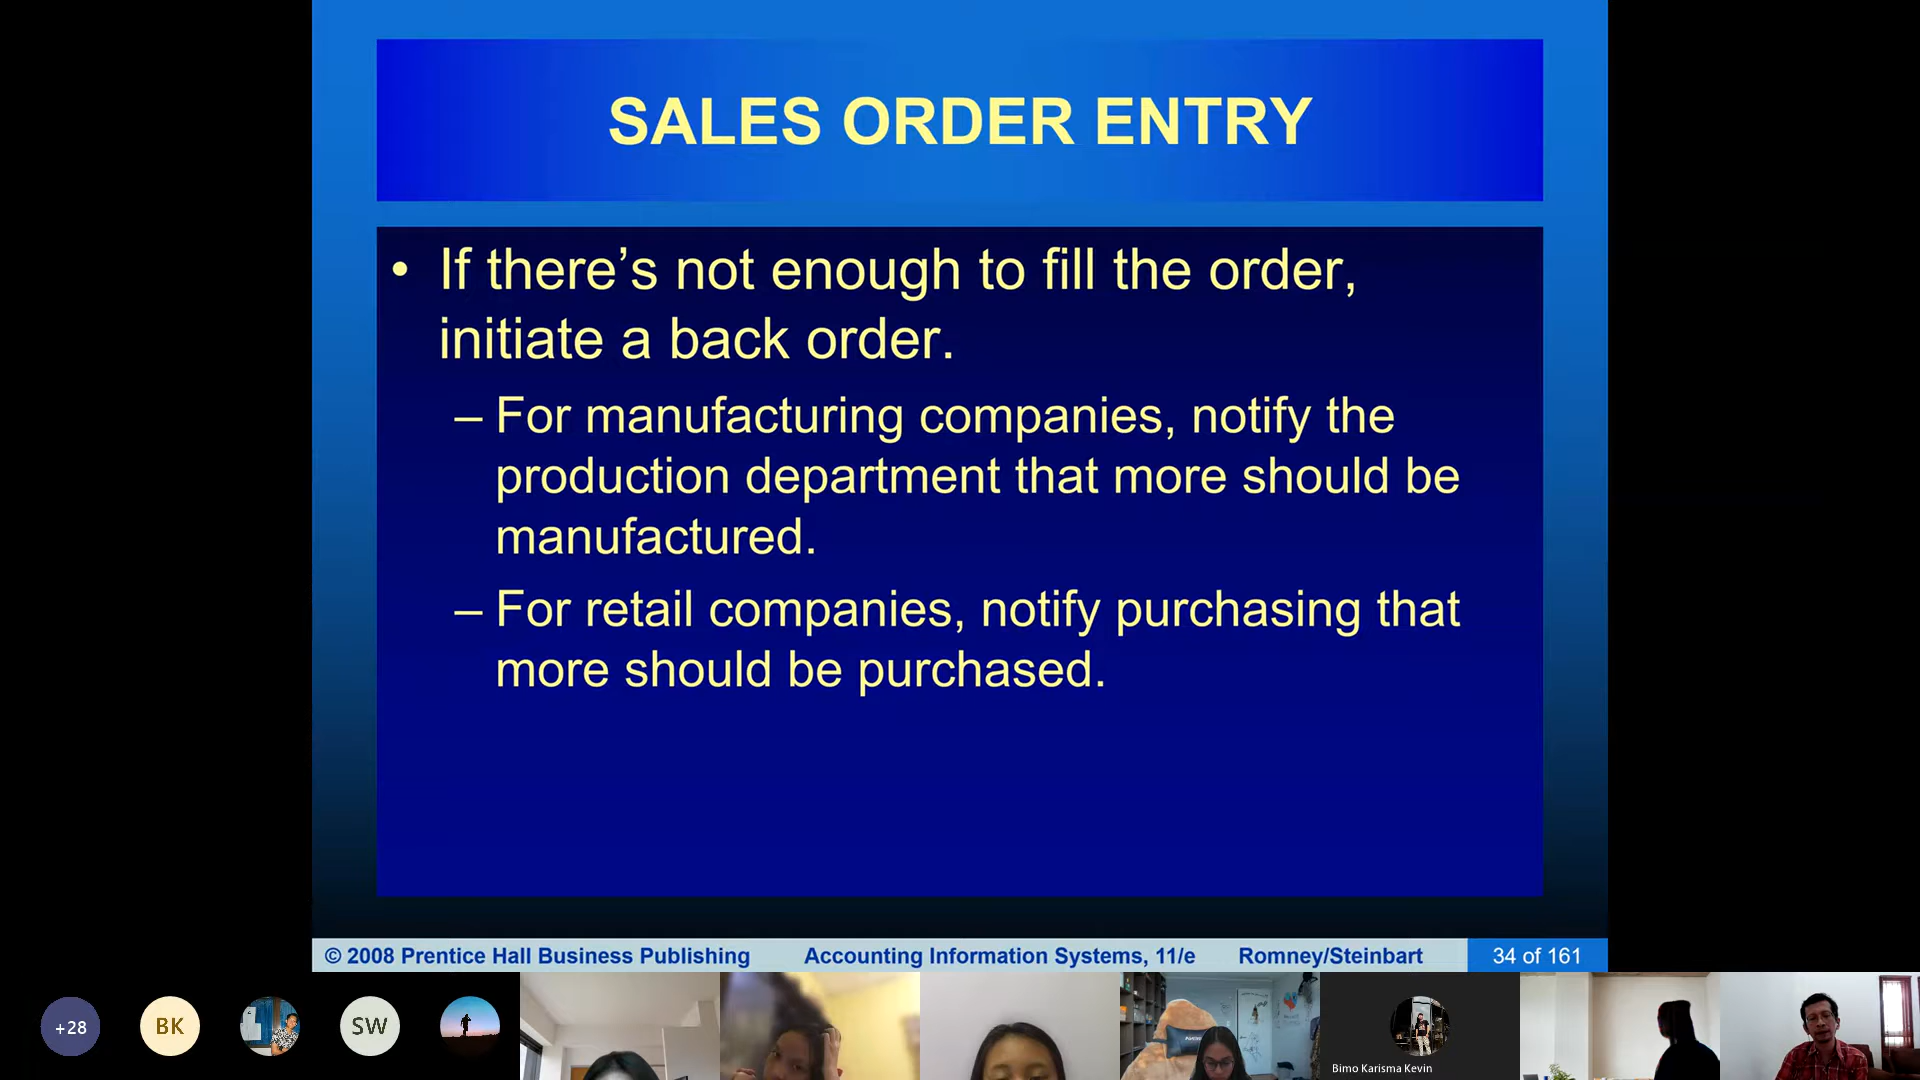 SALES ORDER ENTRY
• If there’s not enough to fill the order,
initiate a back order.
– For manufacturing companies, notify the
production department that more should be
manufactured.
– For retail companies, notify purchasing that
more should be purchased.
© 2008 Prentice Hall Business Publishing Accounting Information Systems, 11/e Romney/Steinbart 34 of 161
+28 BK SW
Bimo Karisma Kevin